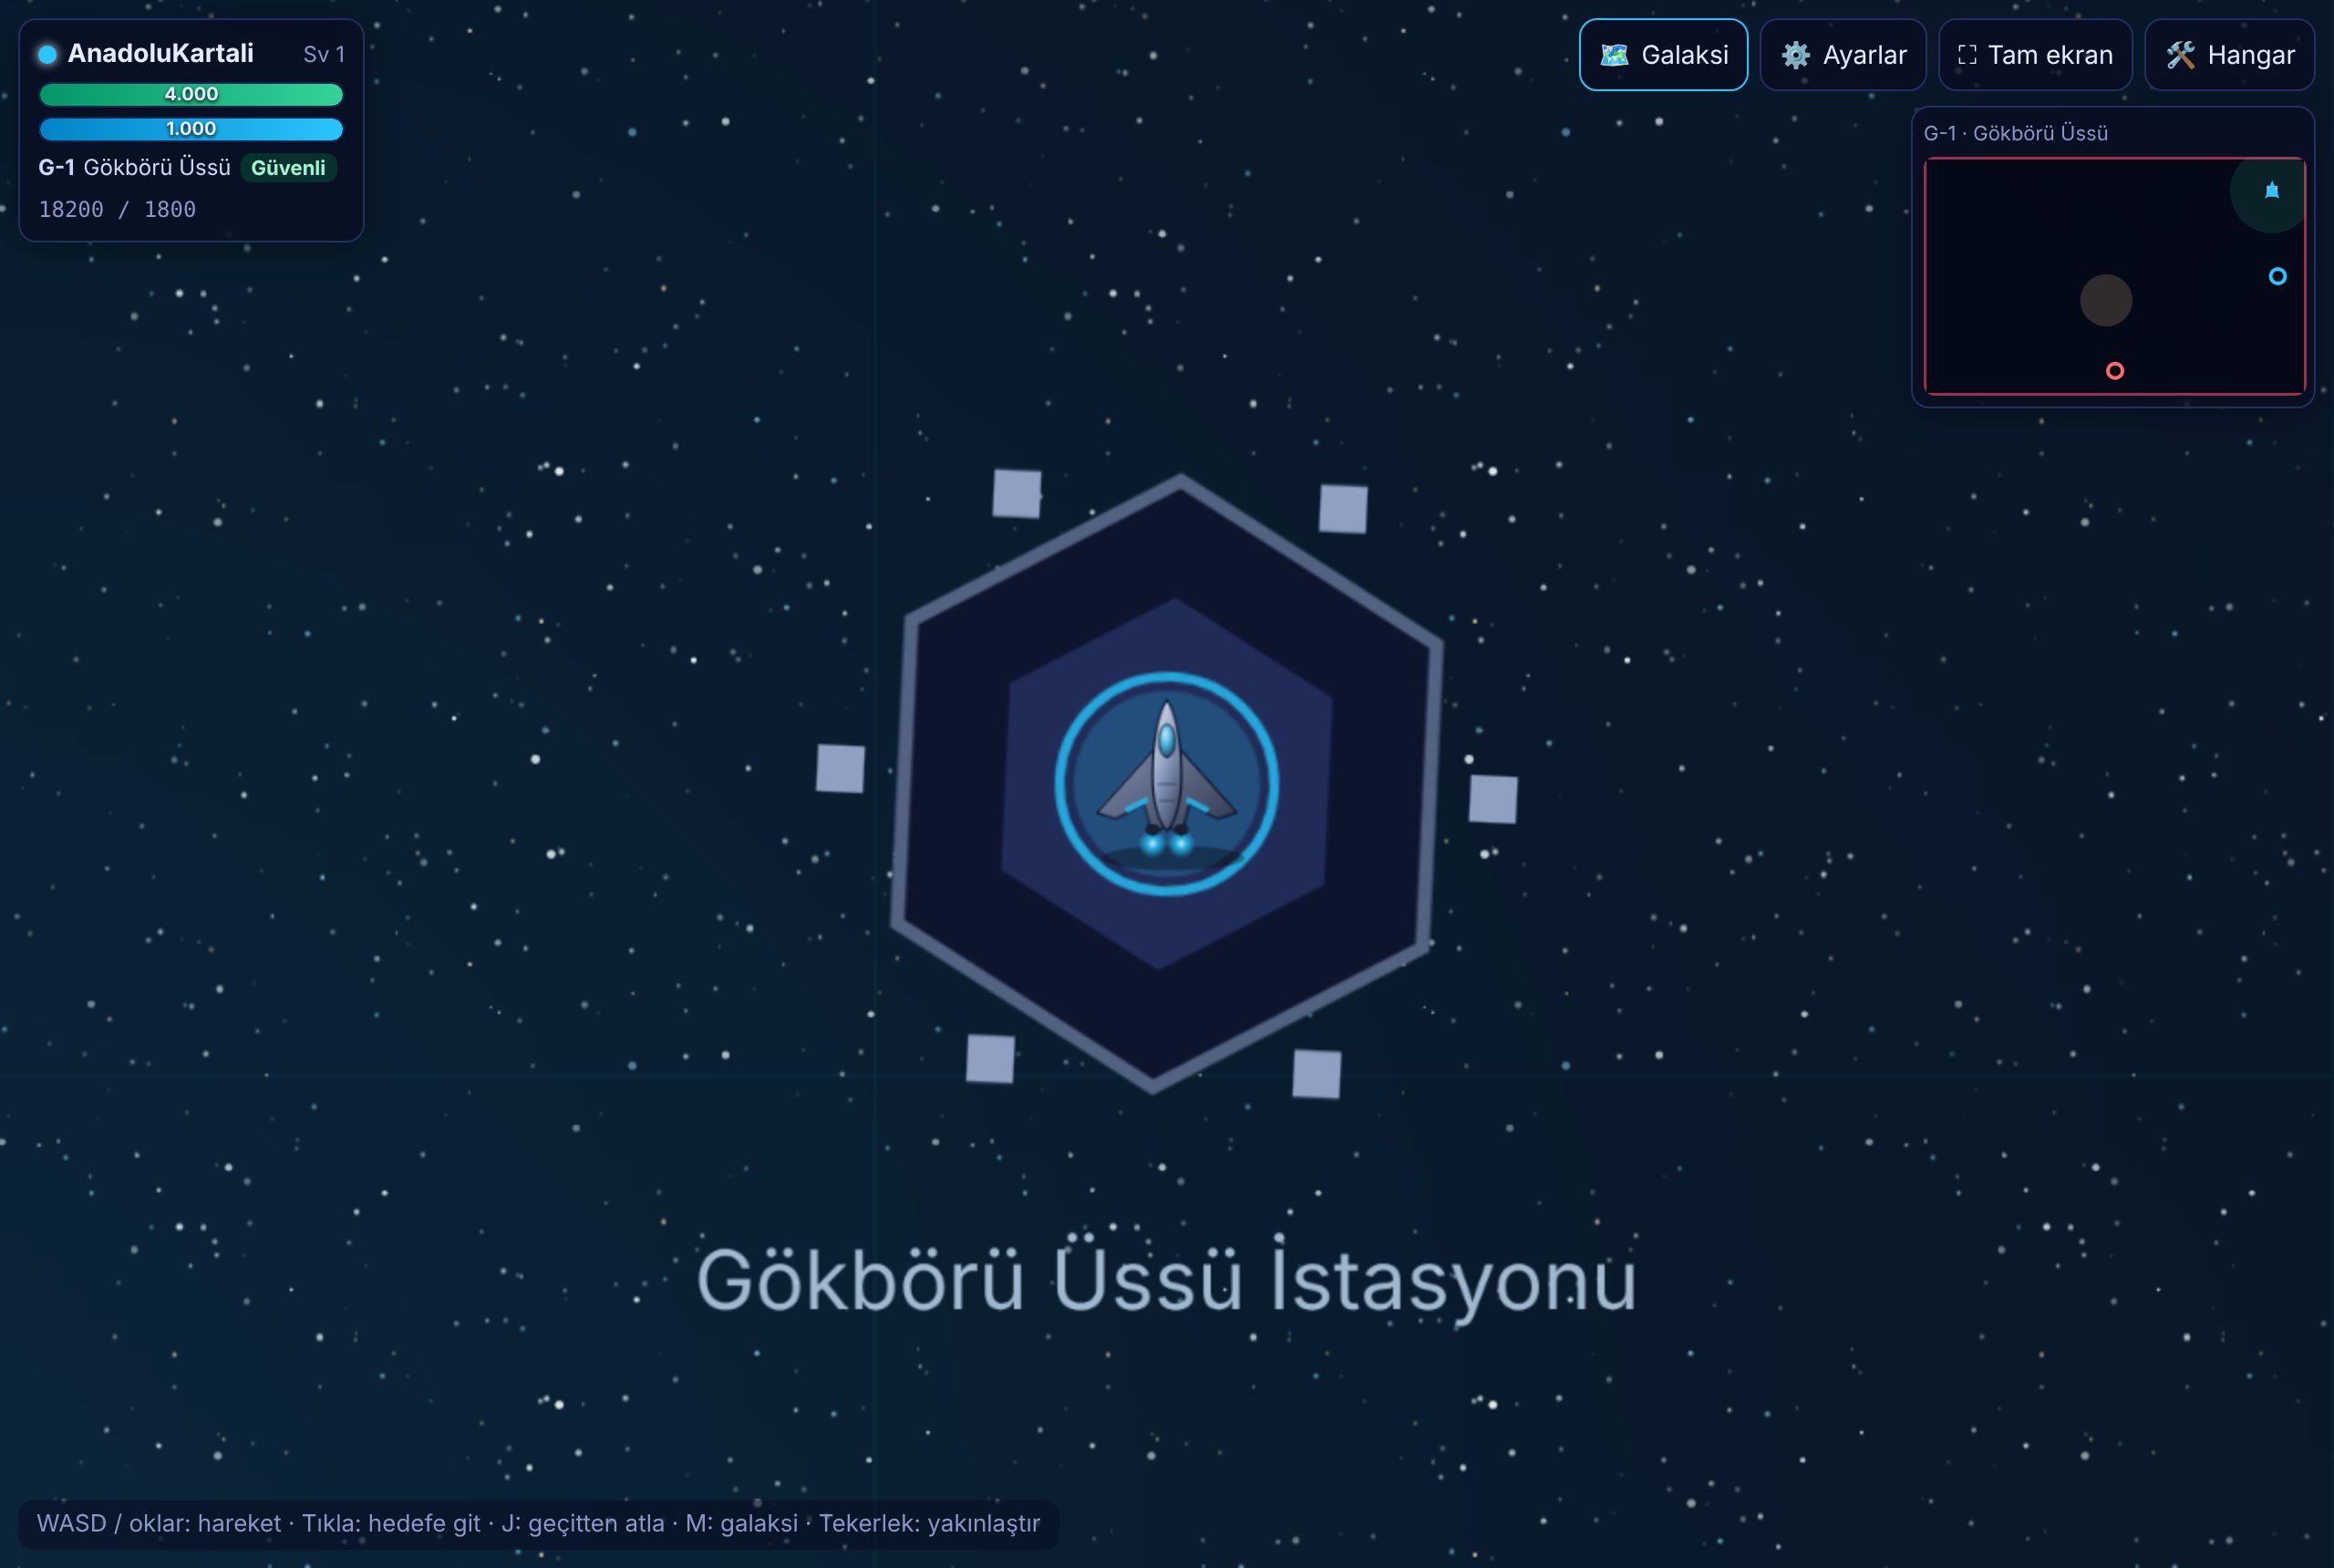 AnadoluKartali Sv 1
4.000
1.000
G-1 Gökbörü Üssü Güvenli
18200 / 1800
Galaksi
Ayarlar
Tam ekran
Hangar
G-1 · Gökbörü Üssü
Gökbörü Üssü İstasyonu
WASD / oklar: hareket · Tıkla: hedefe git · J: geçitten atla · M: galaksi · Tekerlek: yakınlaştır